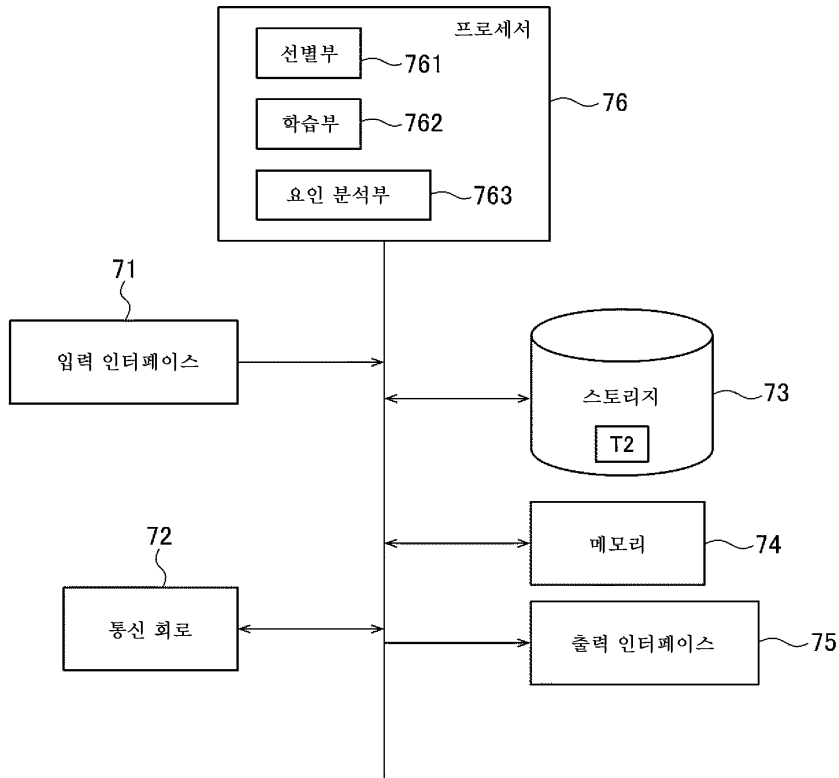 프로세서
선별부
761
학습부
762
요인 분석부
763
76
71
입력 인터페이스
스토리지
T2
73
메모리
74
72
통신 회로
출력 인터페이스
75